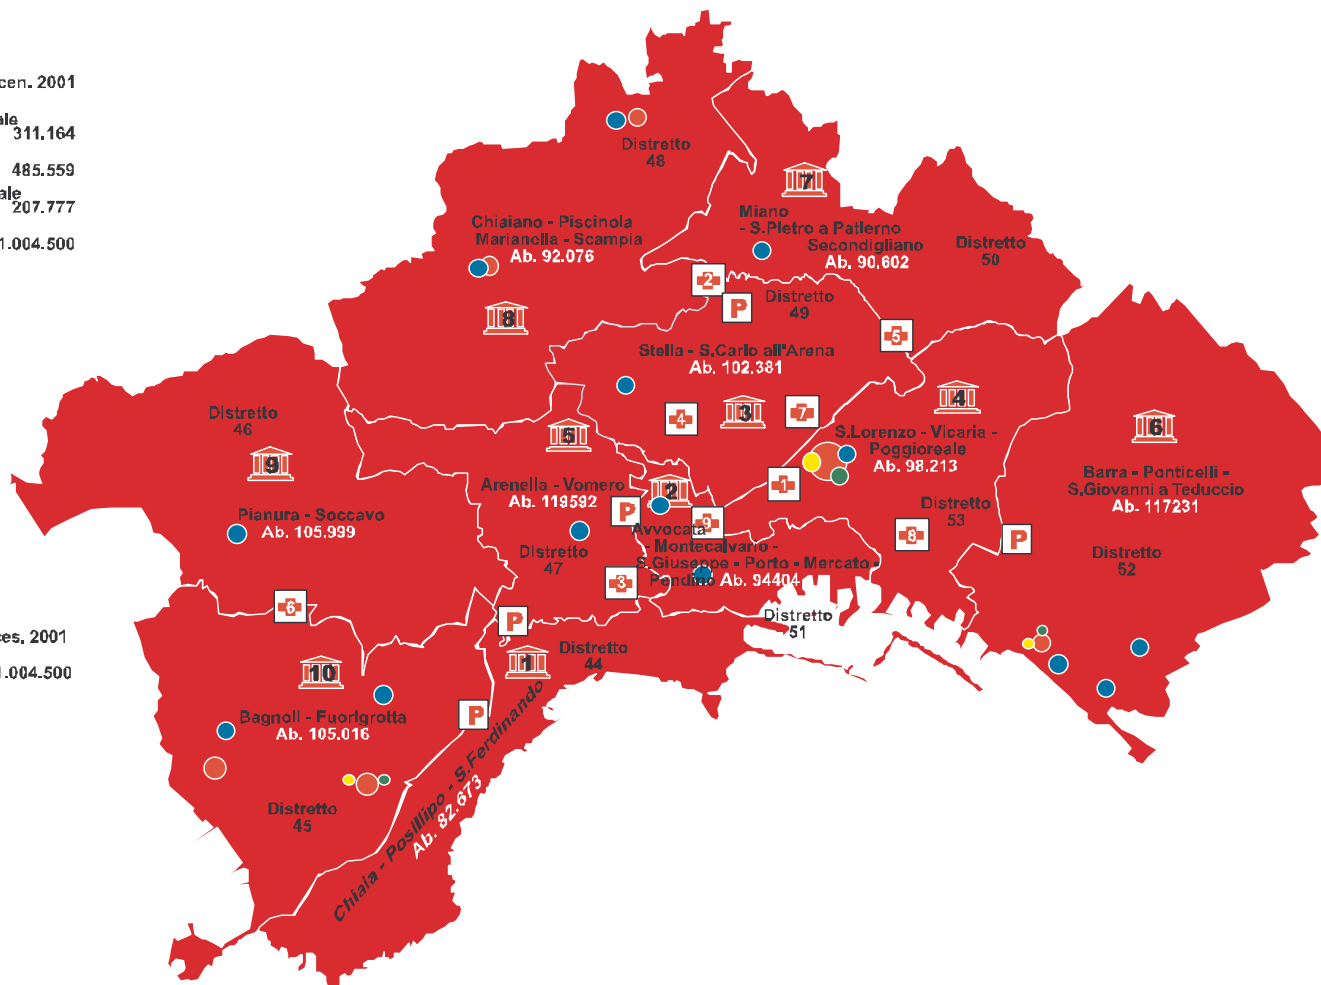 cen. 2001
ale
311.164
485.559
ale
207.777
1.004.500
ces. 2001
1.004.500
Distretto
48
7
Miano
- S.Pietro a Patierno
Secondigliano
Ab. 90.602
Distretto
50
Chiaiano - Piscinola
Marianella - Scampia
Ab. 92.076
8
2
P
Distretto
49
5
Stella - S.Carlo all'Arena
Ab. 102.381
4
3
7
4
S.Lorenzo - Vicaria -
Poggioreale
Ab. 98.213
1
Distretto
53
8
6
Barra - Ponticelli -
S.Giovanni a Teduccio
Ab. 117231
P
Distretto
52
Distretto
46
9
Pianura - Soccavo
Ab. 105.999
6
5
Arenella - Vomero
Ab. 119592
P
Distretto
47
3
2
9
Avvocata
- Montecalvario -
S.Giuseppe - Porto - Mercato -
Pendino Ab. 94404
Distretto
51
P
1
Distretto
44
P
Chiaia - Posillipo - S.Ferdinando
Ab. 82.673
10
Bagnoli - Fuorigrotta
Ab. 105.016
Distretto
45